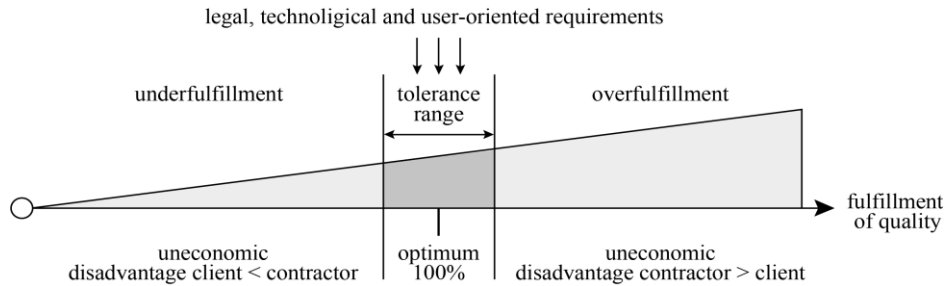 legal, technoligical and user-oriented requirements
underfulfillment
tolerance
range
overfulfillment
fulfillment
of quality
uneconomic
disadvantage client < contractor
optimum
100%
uneconomic
disadvantage contractor > client